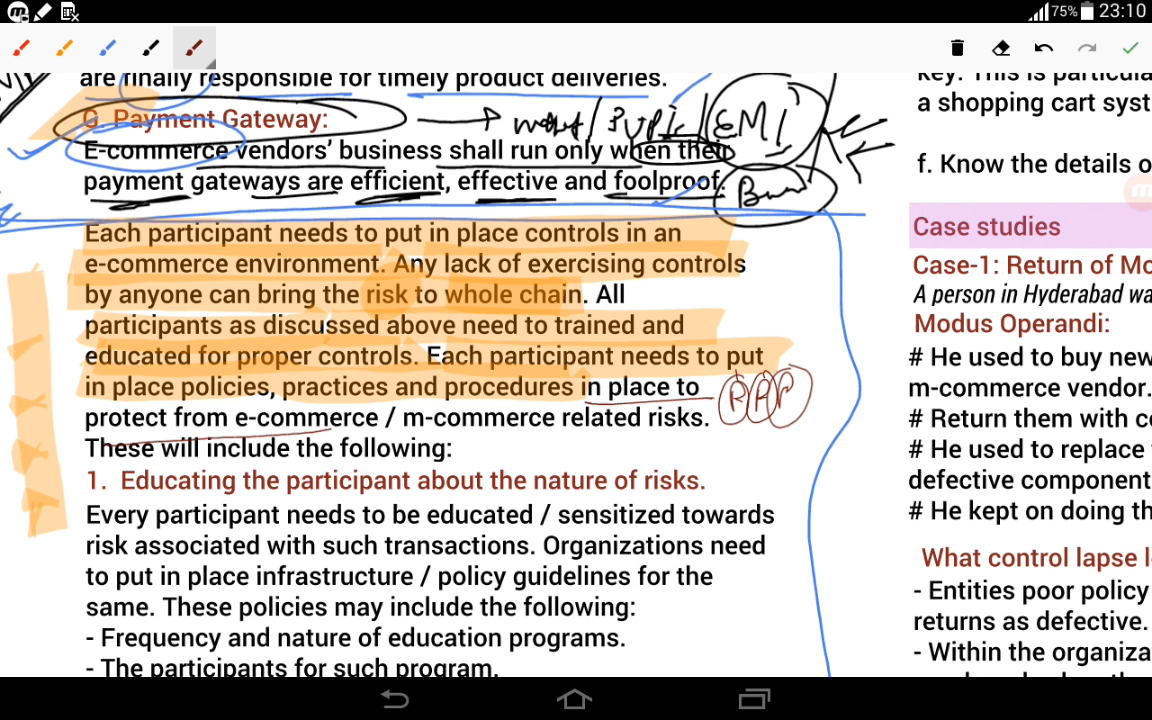 75% 23:10
are finally responsible for timely product deliveries.
G. Payment Gateway:
EMI
E-commerce vendors' business shall run only when their
payment gateways are efficient, effective and foolproof.
Each participant needs to put in place controls in an
e-commerce environment. Any lack of exercising controls
by anyone can bring the risk to whole chain. All
participants as discussed above need to trained and
educated for proper controls. Each participant needs to put
in place policies, practices and procedures in place to
PPP
protect from e-commerce / m-commerce related risks.
These will include the following:
1. Educating the participant about the nature of risks.
Every participant needs to be educated / sensitized towards
risk associated with such transactions. Organizations need
to put in place infrastructure / policy guidelines for the
same. These policies may include the following:
- Frequency and nature of education programs.
- The participants for such program.
key. This is particula
a shopping cart syst
f. Know the details o
Case studies
Case-1: Return of Mo
A person in Hyderabad wa
Modus Operandi:
# He used to buy new
m-commerce vendor.
# Return them with c
# He used to replace
defective component
# He kept on doing th
What control lapse l
- Entities poor policy
returns as defective.
- Within the organiza